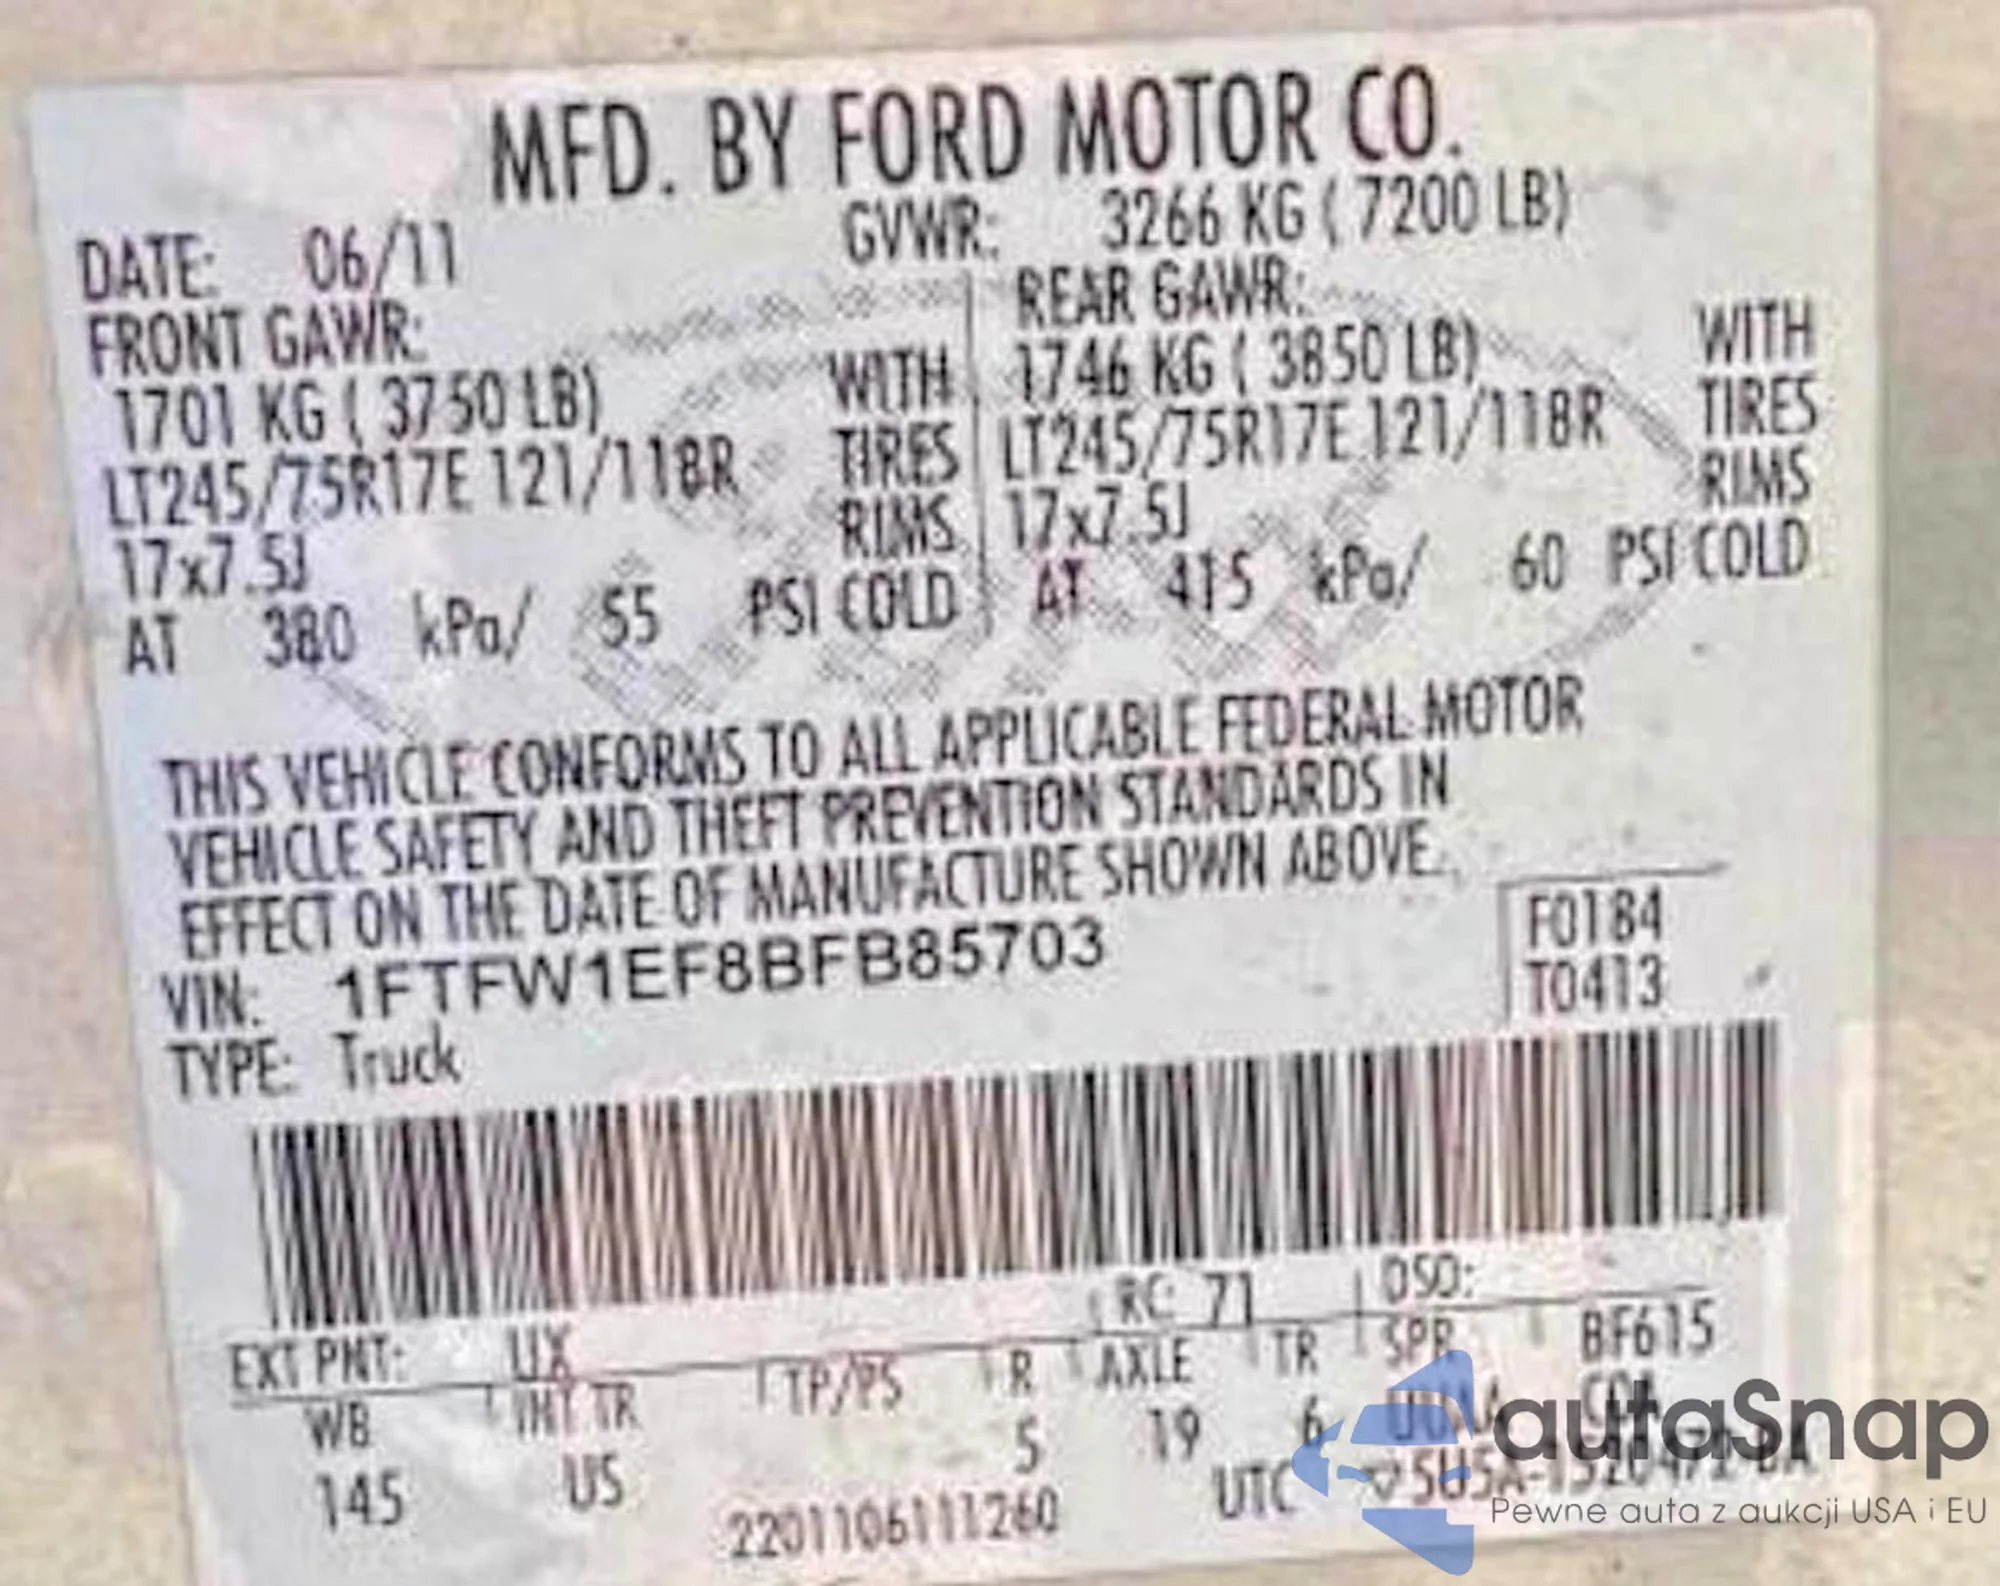 MFD. BY FORD MOTOR CO.
DATE: 06/11 GVWR: 3266 KG ( 7200 LB)
FRONT GAWR: REAR GAWR:
1701 KG ( 3750 LB) WITH 1746 KG ( 3850 LB) WITH
LT245/75R17E 121/118R TIRES LT245/75R17E 121/118R TIRES
17x7.5J RIMS 17x7.5J RIMS
AT 380 kPa/ 55 PSI COLD AT 415 kPa/ 60 PSI COLD
THIS VEHICLE CONFORMS TO ALL APPLICABLE FEDERAL MOTOR
VEHICLE SAFETY AND THEFT PREVENTION STANDARDS IN
EFFECT ON THE DATE OF MANUFACTURE SHOWN ABOVE.
VIN: 1FTFW1EF8BFB85703
F0184
T0413
TYPE: Truck
EXT PNT: UX RC: 71 DSO:
WB INT TR TP/PS R AXLE TR SPR BF615
145 US 5 19 6
2201106111260 UTC
autaSnap
Pewne auta z aukcji USA i EU